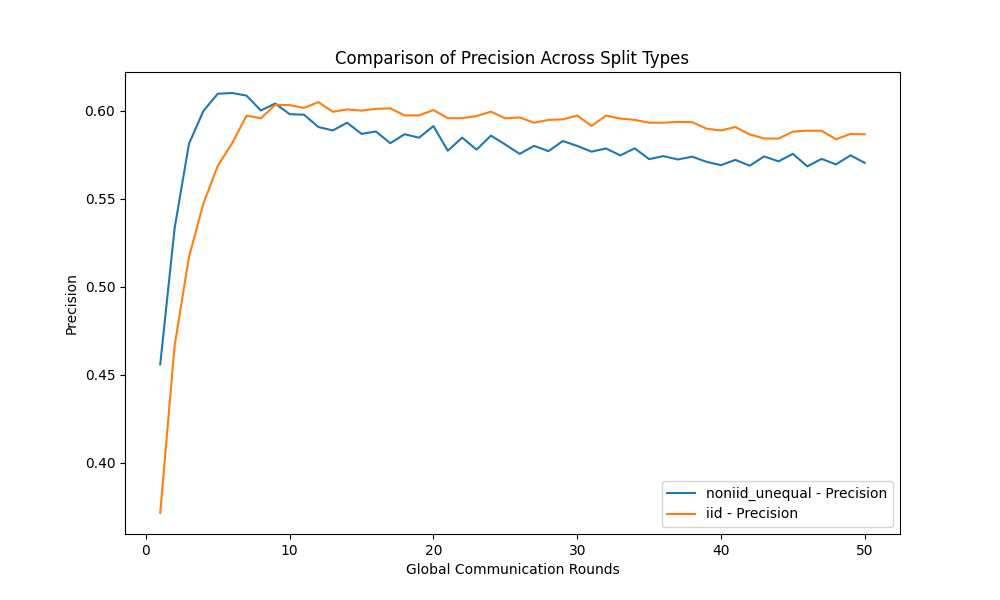 Comparison of Precision Across Split Types
Precision
0.60
0.55
0.50
0.45
0.40
0
10
20
30
40
50
Global Communication Rounds
noniid_unequal - Precision
iid - Precision